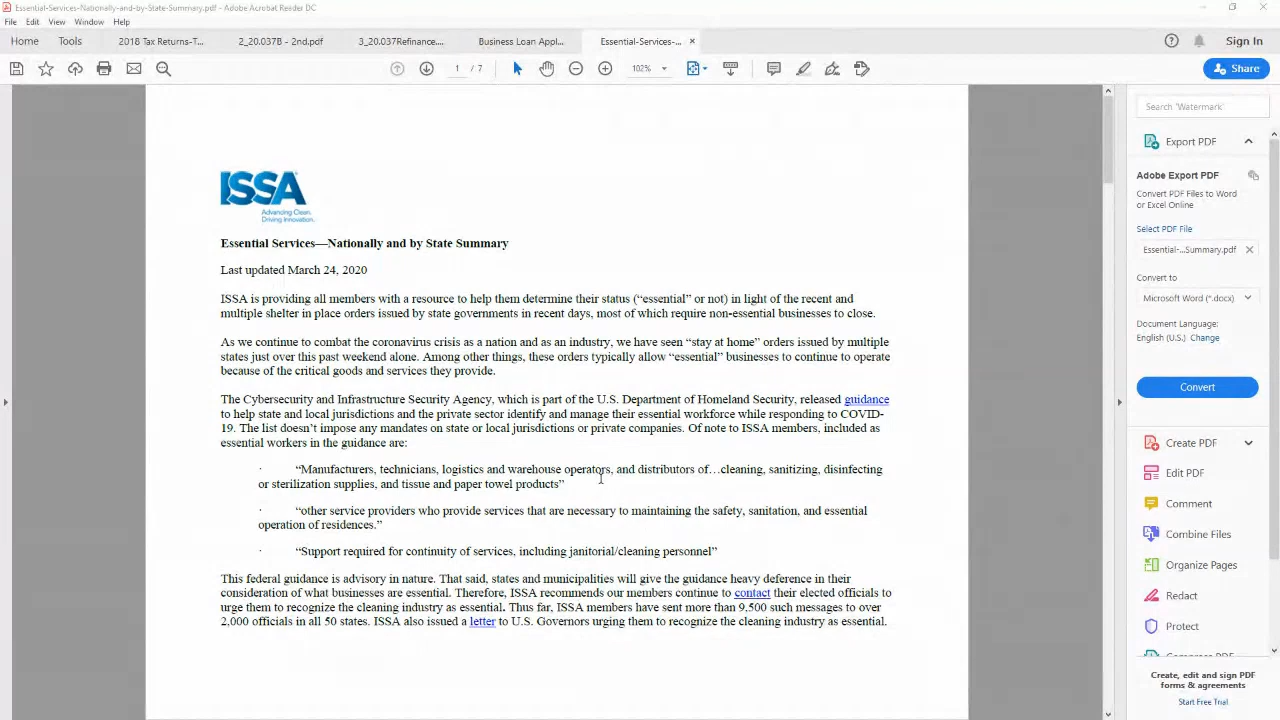 Essential-Services-Nationally-and-by-State-Summary.pdf - Adobe Acrobat Reader DC
File Edit View Window Help
Home Tools 2018 Tax Returns-T... 2_20.037B - 2nd.pdf 3_20.037Refinance.... Business Loan Appl... Essential-Services-... × Sign In
1 / 7 102% Share
Search 'Watermark'
Export PDF
Adobe Export PDF
Convert PDF Files to Word
or Excel Online
Select PDF File
Essential-...Summary.pdf
Convert to
Microsoft Word (*.docx)
Document Language:
English (U.S.) Change
Convert
Create PDF
Edit PDF
Comment
Combine Files
Organize Pages
Redact
Protect
Compress PDF
Create, edit and sign PDF
forms & agreements
Start Free Trial
ISSA
Advancing Clean.
Driving Innovation.
Essential Services—Nationally and by State Summary
Last updated March 24, 2020
ISSA is providing all members with a resource to help them determine their status (“essential” or not) in light of the recent and
multiple shelter in place orders issued by state governments in recent days, most of which require non-essential businesses to close.
As we continue to combat the coronavirus crisis as a nation and as an industry, we have seen “stay at home” orders issued by multiple
states just over this past weekend alone. Among other things, these orders typically allow “essential” businesses to continue to operate
because of the critical goods and services they provide.
The Cybersecurity and Infrastructure Security Agency, which is part of the U.S. Department of Homeland Security, released guidance
to help state and local jurisdictions and the private sector identify and manage their essential workforce while responding to COVID-
19. The list doesn’t impose any mandates on state or local jurisdictions or private companies. Of note to ISSA members, included as
essential workers in the guidance are:
· “Manufacturers, technicians, logistics and warehouse operators, and distributors of…cleaning, sanitizing, disinfecting
or sterilization supplies, and tissue and paper towel products”
· “other service providers who provide services that are necessary to maintaining the safety, sanitation, and essential
operation of residences.”
· “Support required for continuity of services, including janitorial/cleaning personnel”
This federal guidance is advisory in nature. That said, states and municipalities will give the guidance heavy deference in their
consideration of what businesses are essential. Therefore, ISSA recommends our members continue to contact their elected officials to
urge them to recognize the cleaning industry as essential. Thus far, ISSA members have sent more than 9,500 such messages to over
2,000 officials in all 50 states. ISSA also issued a letter to U.S. Governors urging them to recognize the cleaning industry as essential.